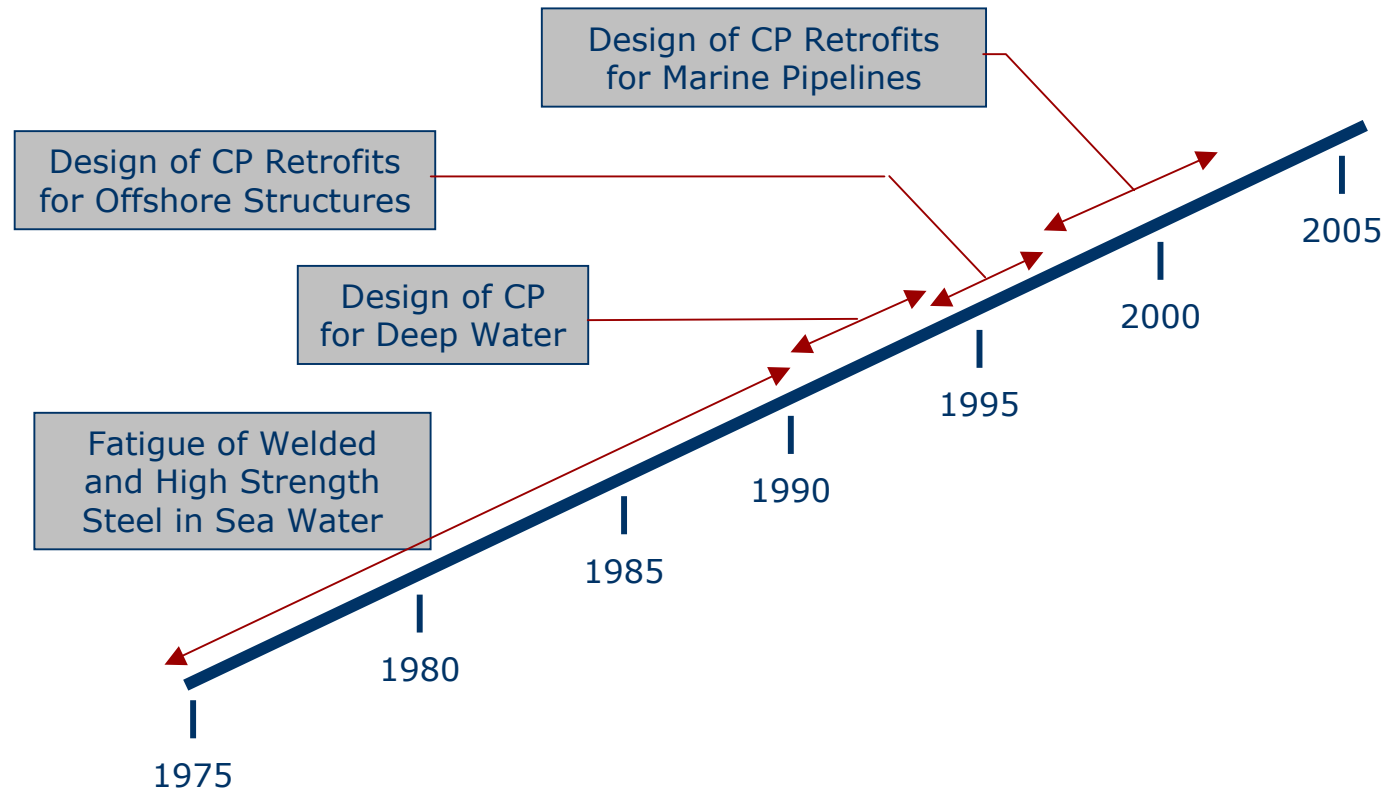 Design of CP Retrofits
for Marine Pipelines
Design of CP Retrofits
for Offshore Structures
Design of CP
for Deep Water
Fatigue of Welded
and High Strength
Steel in Sea Water
1975
1980
1985
1990
1995
2000
2005